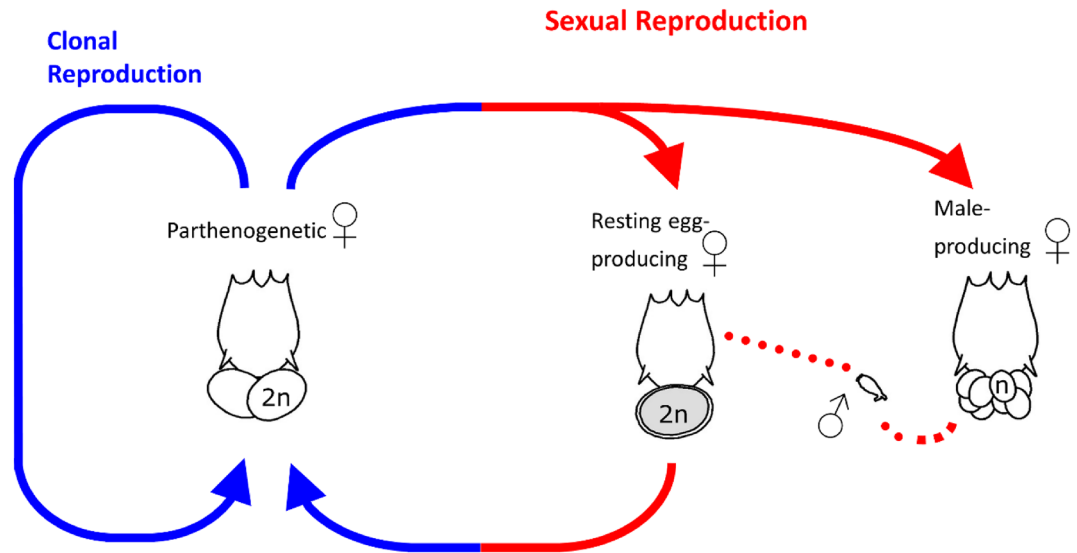 Sexual Reproduction
Clonal
Reproduction
Parthenogenetic ♀
Resting egg-
producing ♀
Male-
producing ♀
2n
2n
n
♂